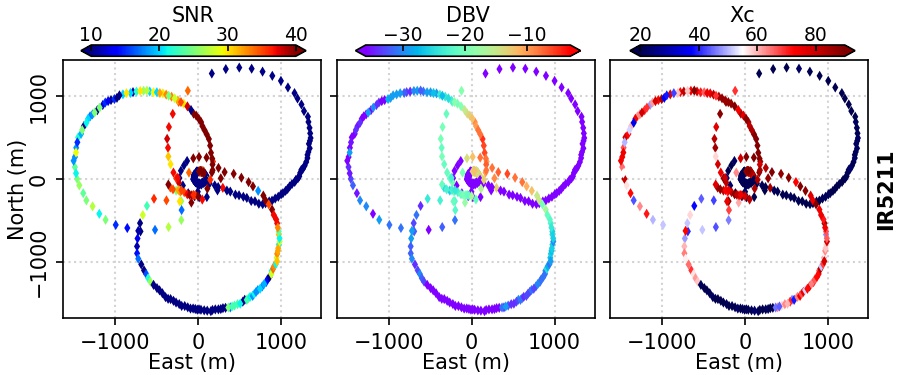 SNR DBV Xc
10 20 30 40 −30 −20 −10 20 40 60 80
North (m)
1000
0
−1000
IR5211
−1000 0 1000 −1000 0 1000 −1000 0 1000
East (m) East (m) East (m)